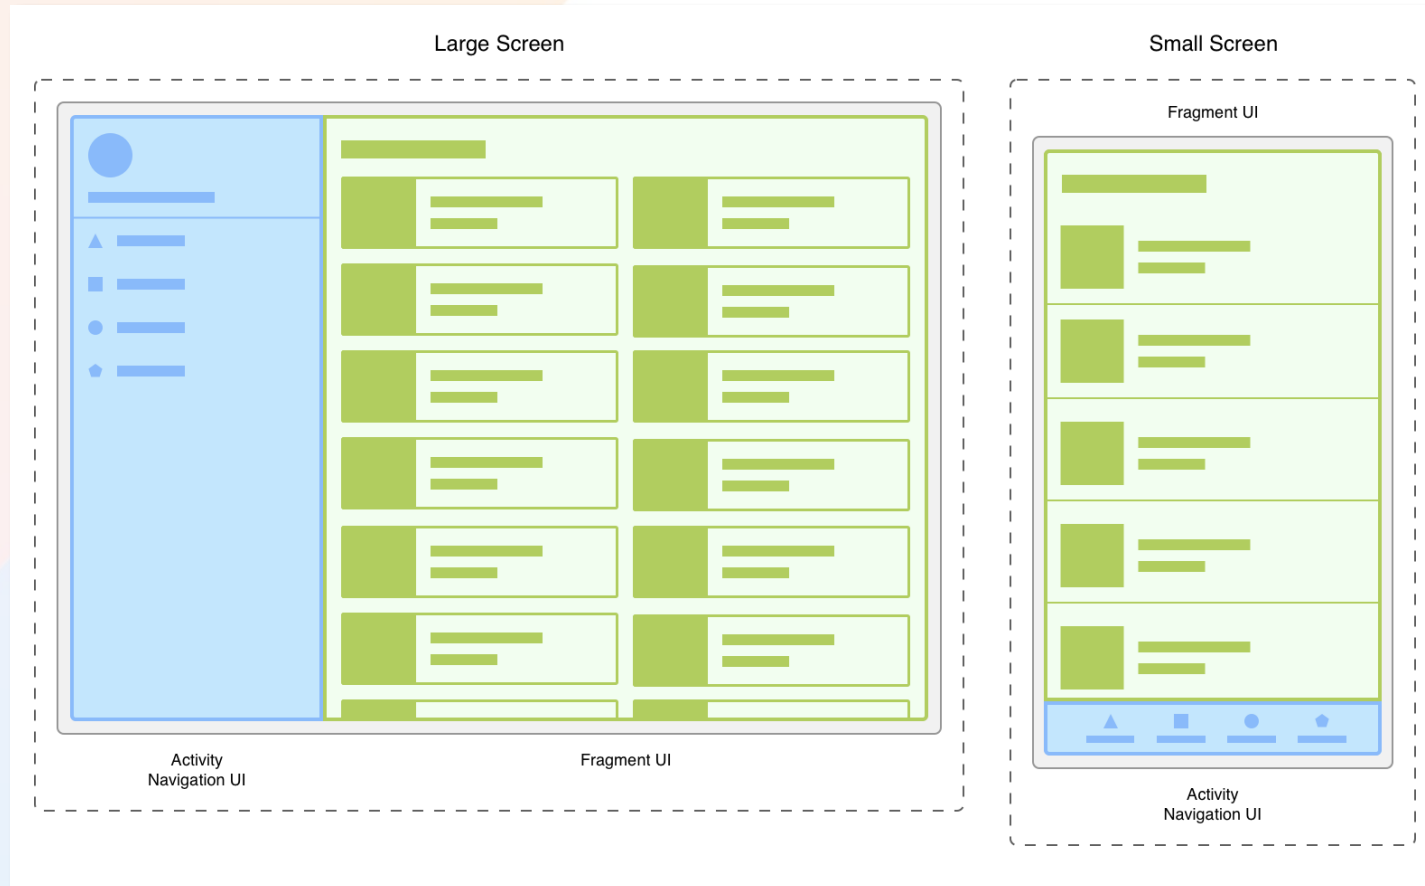 Large Screen
Activity
Navigation UI
Fragment UI
Small Screen
Fragment UI
Activity
Navigation UI